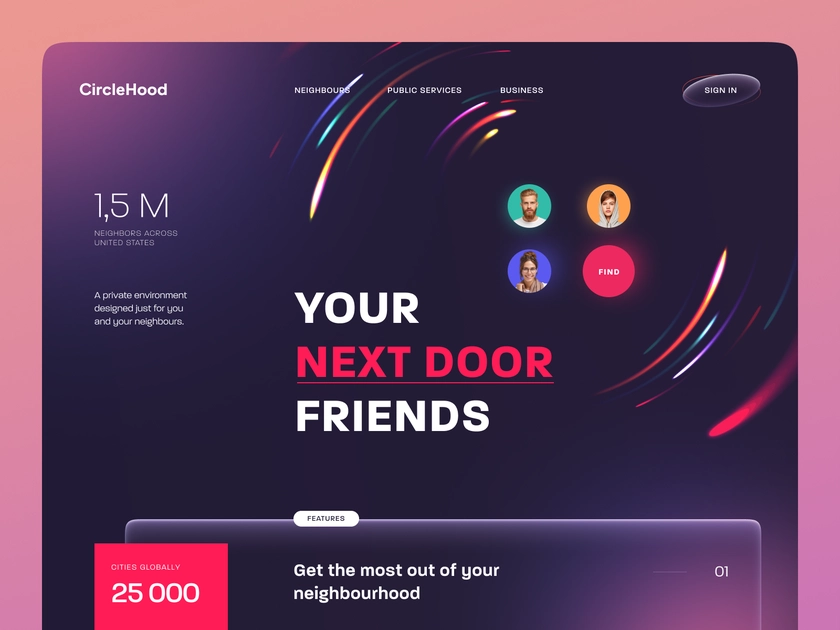 CircleHood
NEIGHBOURS
PUBLIC SERVICES
BUSINESS
SIGN IN
1,5 M
NEIGHBORS ACROSS
UNITED STATES
A private environment
designed just for you
and your neighbours.
FIND
YOUR
NEXT DOOR
FRIENDS
FEATURES
CITIES GLOBALLY
25 000
Get the most out of your
neighbourhood
01